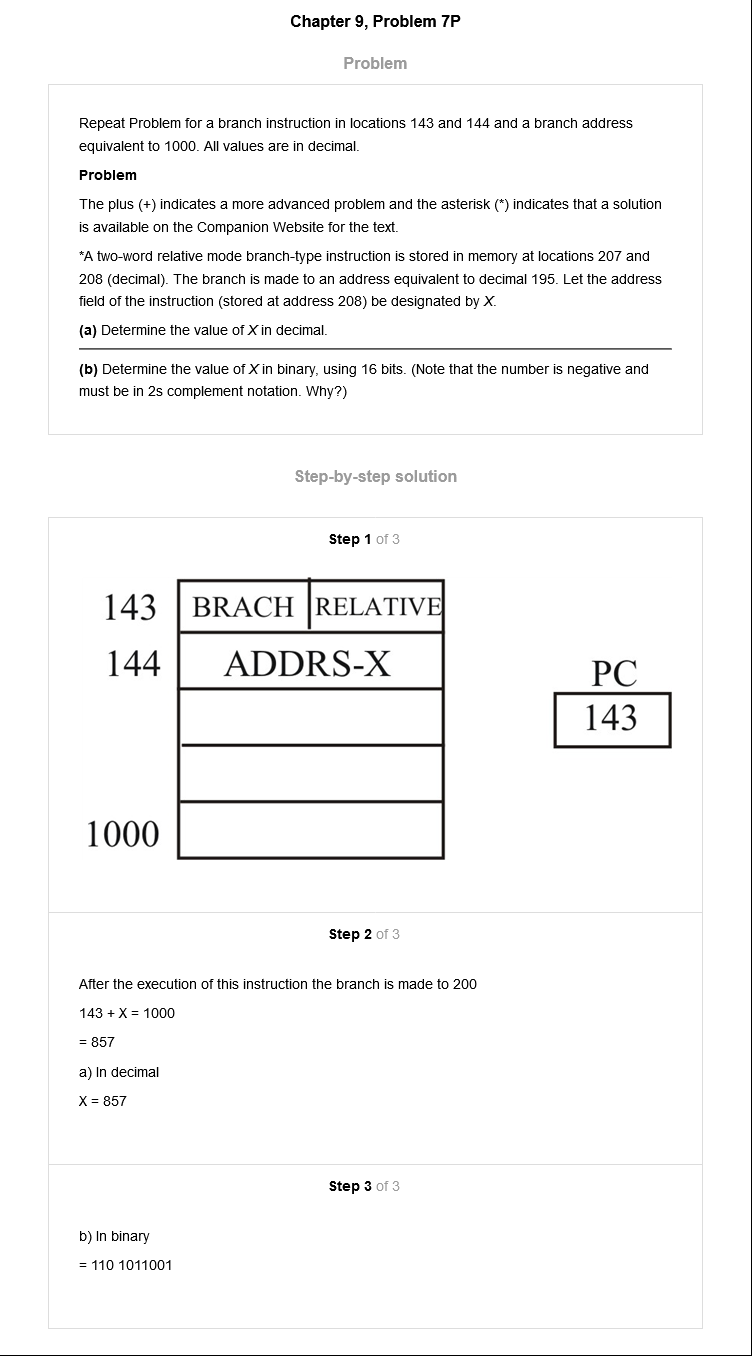 Chapter 9, Problem 7P
Problem
Repeat Problem for a branch instruction in locations 143 and 144 and a branch address
equivalent to 1000. All values are in decimal.
Problem
The plus (+) indicates a more advanced problem and the asterisk (*) indicates that a solution
is available on the Companion Website for the text.
*A two-word relative mode branch-type instruction is stored in memory at locations 207 and
208 (decimal). The branch is made to an address equivalent to decimal 195. Let the address
field of the instruction (stored at address 208) be designated by X.
(a) Determine the value of X in decimal.
(b) Determine the value of X in binary, using 16 bits. (Note that the number is negative and
must be in 2s complement notation. Why?)
Step-by-step solution
Step 1 of 3
143 BRACH RELATIVE
144 ADDRS-X
PC
143
1000
Step 2 of 3
After the execution of this instruction the branch is made to 200
143 + X = 1000
= 857
a) In decimal
X = 857
Step 3 of 3
b) In binary
= 110 1011001